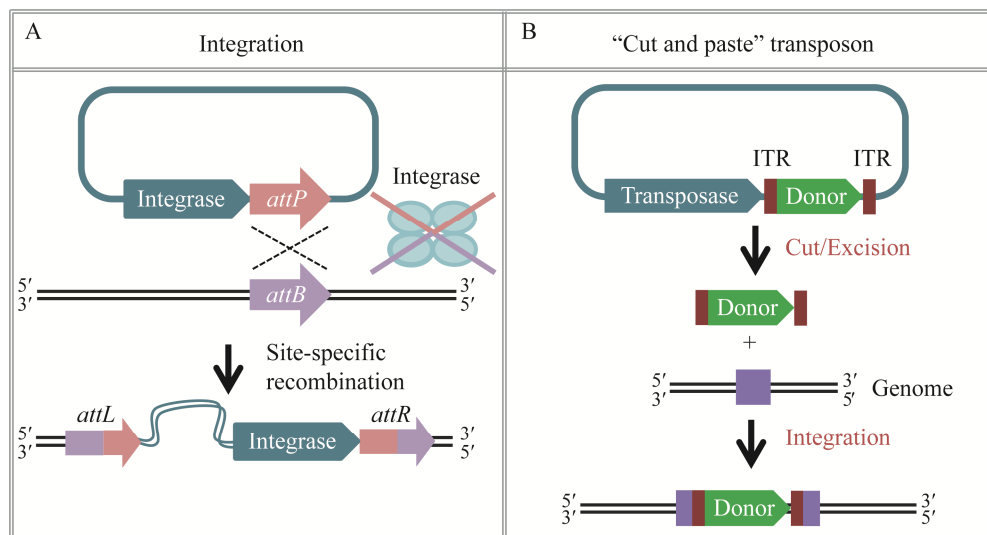 A
Integration
Integrase
attP
Integrase
5′
3′
attB
3′
5′
Site-specific
recombination
attL
attR
5′
3′
Integrase
3′
5′
B
“Cut and paste” transposon
ITR
ITR
Transposase
Donor
Cut/Excision
Donor
+
5′
3′
3′
5′
Genome
Integration
5′
3′
Donor
3′
5′